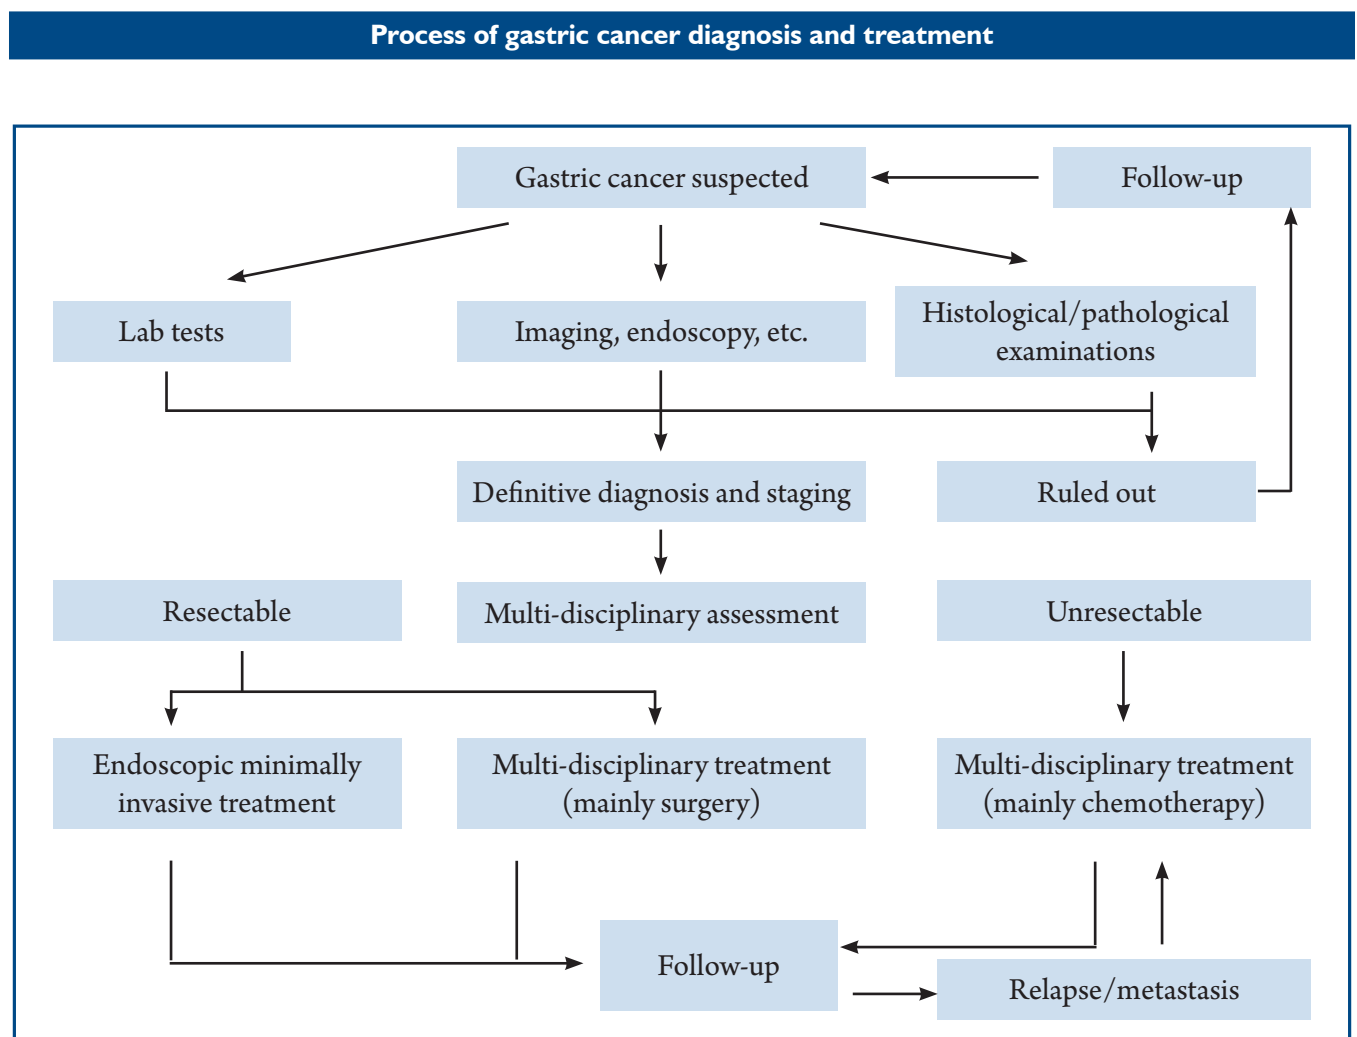 Process of gastric cancer diagnosis and treatment
Gastric cancer suspected
Follow-up
Lab tests
Imaging, endoscopy, etc.
Histological/pathological
examinations
Definitive diagnosis and staging
Ruled out
Resectable
Multi-disciplinary assessment
Unresectable
Endoscopic minimally
invasive treatment
Multi-disciplinary treatment
(mainly surgery)
Multi-disciplinary treatment
(mainly chemotherapy)
Follow-up
Relapse/metastasis